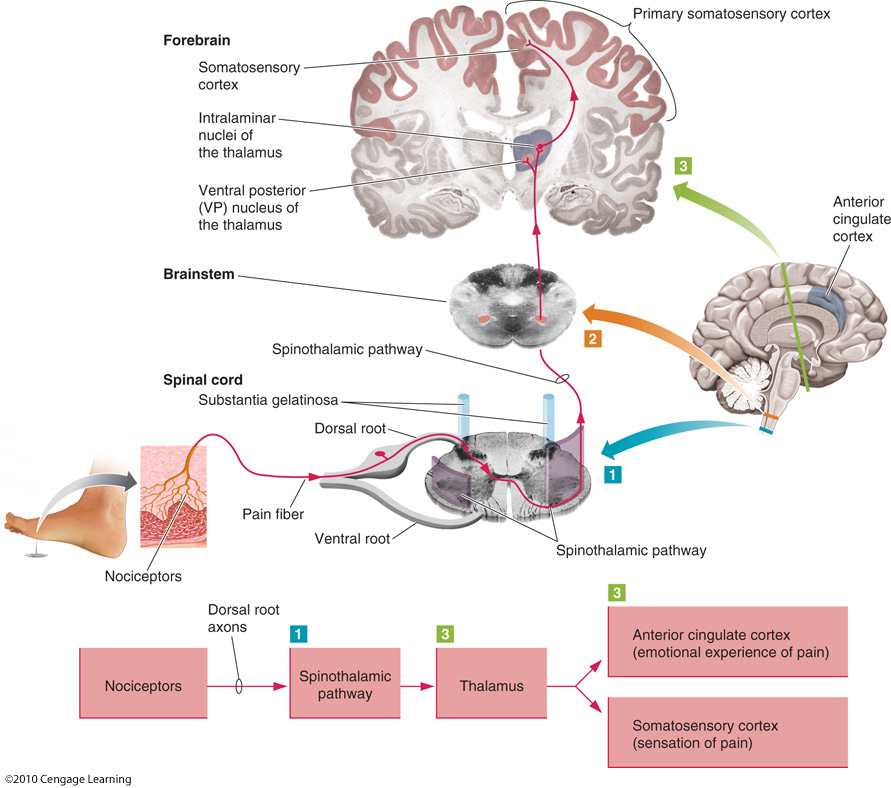 Primary somatosensory cortex
Forebrain
Somatosensory
cortex
Intralaminar
nuclei of
the thalamus
3
Ventral posterior
(VP) nucleus of
the thalamus
Anterior
cingulate
cortex
Brainstem
2
Spinothalamic pathway
Spinal cord
Substantia gelatinosa
Dorsal root
1
Pain fiber
Ventral root
Spinothalamic pathway
Nociceptors
Dorsal root
axons
1
3
3
Nociceptors
Spinothalamic
pathway
Thalamus
Anterior cingulate cortex
(emotional experience of pain)
Somatosensory cortex
(sensation of pain)
©2010 Cengage Learning